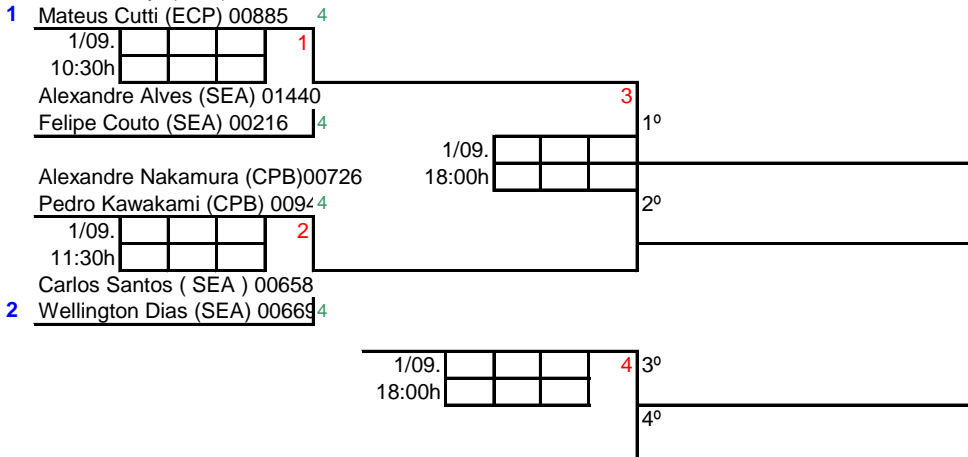 1 Mateus Cutti (ECP) 00885 4
1/09. 1
10:30h
Alexandre Alves (SEA) 01440 3
Felipe Couto (SEA) 00216 4 1º
1/09.
Alexandre Nakamura (CPB)00726 18:00h
Pedro Kawakami (CPB) 0094 4 2º
1/09. 2
11:30h
Carlos Santos ( SEA ) 00658
2 Wellington Dias (SEA) 00669 4
1/09. 4 3º
18:00h
4º